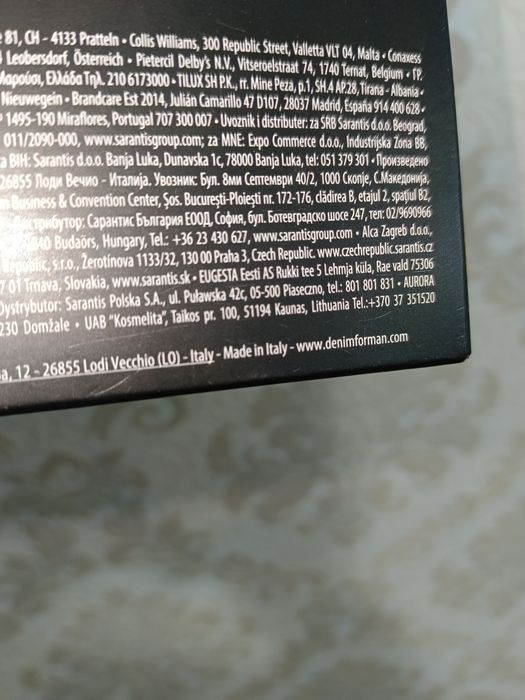 81, CH - 4133 Pratteln • Collis Williams, 300 Republic Street, Valletta VLT 04, Malta • Conaxess
Leobersdorf, Österreich • Pietercil Delby's N.V., Vitseroelstraat 74, 1740 Ternat, Belgium • ГР.
Μαρούσι, Ελλάδα Τηλ. 210 6173000 • TILUX SH P.K., rr. Mine Peza, p.1, SH.4 AP.28, Tirana - Albania •
Nieuwegein • Brandcare Est 2014, Julián Camarillo 47 D107, 28037 Madrid, España 914 400 628 •
1495-190 Miraflores, Portugal 707 300 007 • Uvoznik i distributer: za SRB Sarantis d.o.o. Beograd,
011/2090-000, www.sarantisgroup.com; za MNE: Expo Commerce d.o.o., Industrijska Zona BB,
a BIH: Sarantis d.o.o. Banja Luka, Dunavska 1c, 78000 Banja Luka, tel: 051 379 301 • Произведено
26855 Лоди Вечио - Италија. Увозник: Бул. 8ми Септември 40/2, 1000 Скопје, С.Македонија,
Business & Convention Center, Şos. Bucureşti-Ploieşti nr. 172-176, clădirea B, etajul 2, spaţiul B2,
Дистрибутор: Сарантис България ЕООД, София, бул. Ботевградско шосе 247, тел: 02/9690966
040 Budaörs, Hungary, Tel.: +36 23 430 627, www.sarantisgroup.com • Alca Zagreb d.o.o.,
Republic, s.r.o., Žerotínova 1133/32, 130 00 Praha 3, Czech Republic. www.czechrepublic.sarantis.cz
7 01 Trnava, Slovakia, www.sarantis.sk • EUGESTA Eesti AS Rukki tee 5 Lehmja küla, Rae vald 75306
Dystrybutor: Sarantis Polska S.A., ul. Puławska 42c, 05-500 Piaseczno, tel.: 801 801 831 • AURORA
230 Domžale • UAB "Kosmelita", Taikos pr. 100, 51194 Kaunas, Lithuania Tel.:+370 37 351520
a, 12 - 26855 Lodi Vecchio (LO) - Italy - Made in Italy - www.denimforman.com